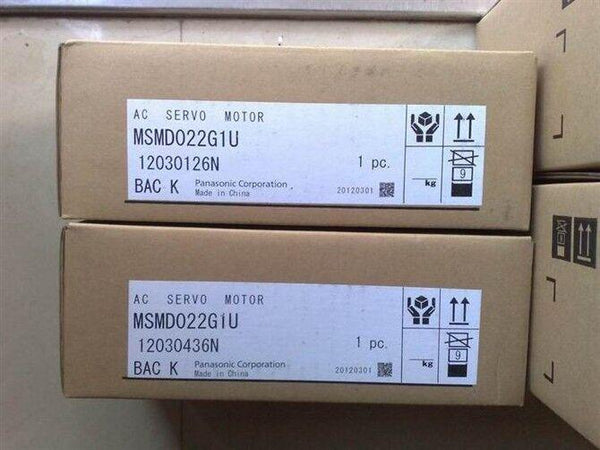 AC SERVO MOTOR
MSMD022G1U
12030126N
1 pc.
BAC K
Panasonic Corporation
Made in China
20120301
kg
9
AC SERVO MOTOR
MSMD022G1U
12030436N
1 pc.
BAC K
Panasonic Corporation
Made in China
20120301
kg
9